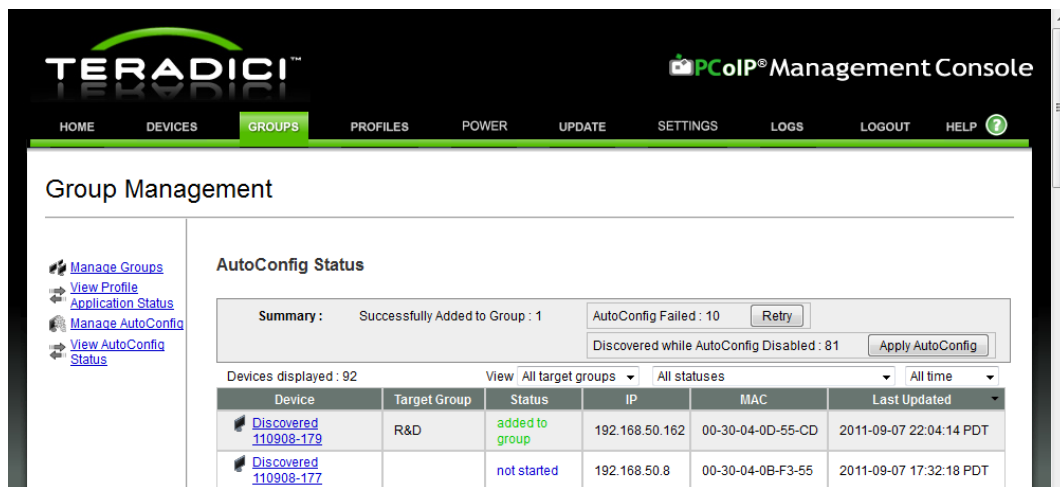 TERADICI™
PCoIP® Management Console
HOME DEVICES GROUPS PROFILES POWER UPDATE SETTINGS LOGS LOGOUT HELP ?
Group Management
Manage Groups
View Profile
Application Status
Manage AutoConfig
View AutoConfig
Status
AutoConfig Status
Summary : Successfully Added to Group : 1 AutoConfig Failed : 10 Retry
Discovered while AutoConfig Disabled : 81 Apply AutoConfig
Devices displayed : 92 View All target groups All statuses All time
Device Target Group Status IP MAC Last Updated
Discovered
110908-179 R&D added to
group 192.168.50.162 00-30-04-0D-55-CD 2011-09-07 22:04:14 PDT
Discovered
110908-177 not started 192.168.50.8 00-30-04-0B-F3-55 2011-09-07 17:32:18 PDT